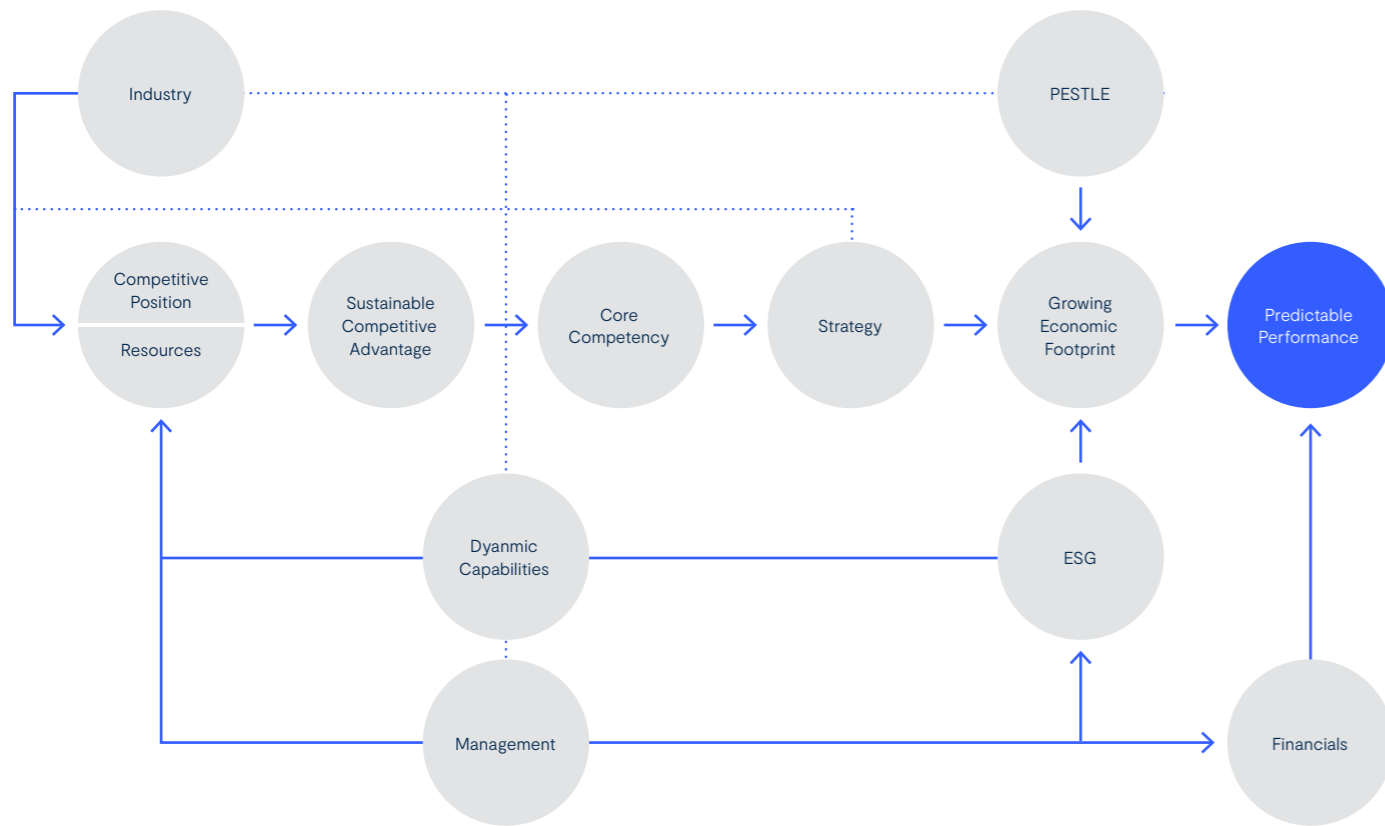 Industry
PESTLE
Competitive
Position
Resources
Sustainable
Competitive
Advantage
Core
Competency
Strategy
Growing
Economic
Footprint
Predictable
Performance
Dyanmic
Capabilities
ESG
Management
Financials